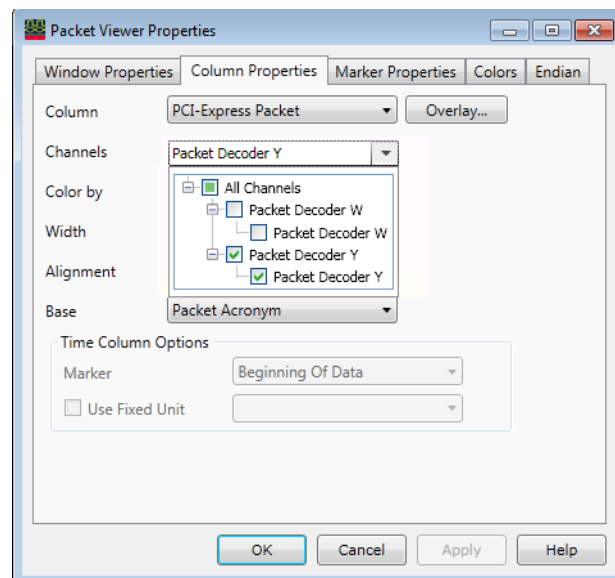 Packet Viewer Properties
Window Properties Column Properties Marker Properties Colors Endian
Column PCI-Express Packet Overlay...
Channels Packet Decoder Y
All Channels
Color by
Packet Decoder W
Width Packet Decoder W
Packet Decoder Y
Alignment Packet Decoder Y
Base Packet Acronym
Time Column Options
Marker Beginning Of Data
Use Fixed Unit
OK Cancel Apply Help